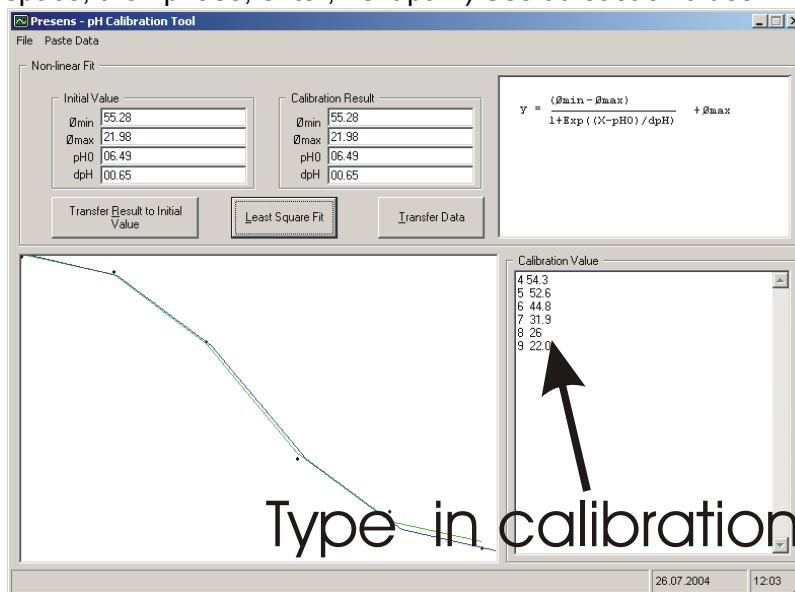 Presens - pH Calibration Tool
File Paste Data
Non-linear Fit
Initial Value
Ømin 55.28
Ømax 21.98
pH0 06.49
dpH 00.65
Calibration Result
Ømin 55.28
Ømax 21.98
pH0 06.49
dpH 00.65
y = (Ømin-Ømax)
1+Exp((X-pH0)/dpH) +Ømax
Transfer Result to Initial
Value
Least Square Fit
Transfer Data
Calibration Value
4 54.3
5 52.6
6 44.8
7 31.9
8 26
9 22.0
Type in calibration
26.07.2004 12:03